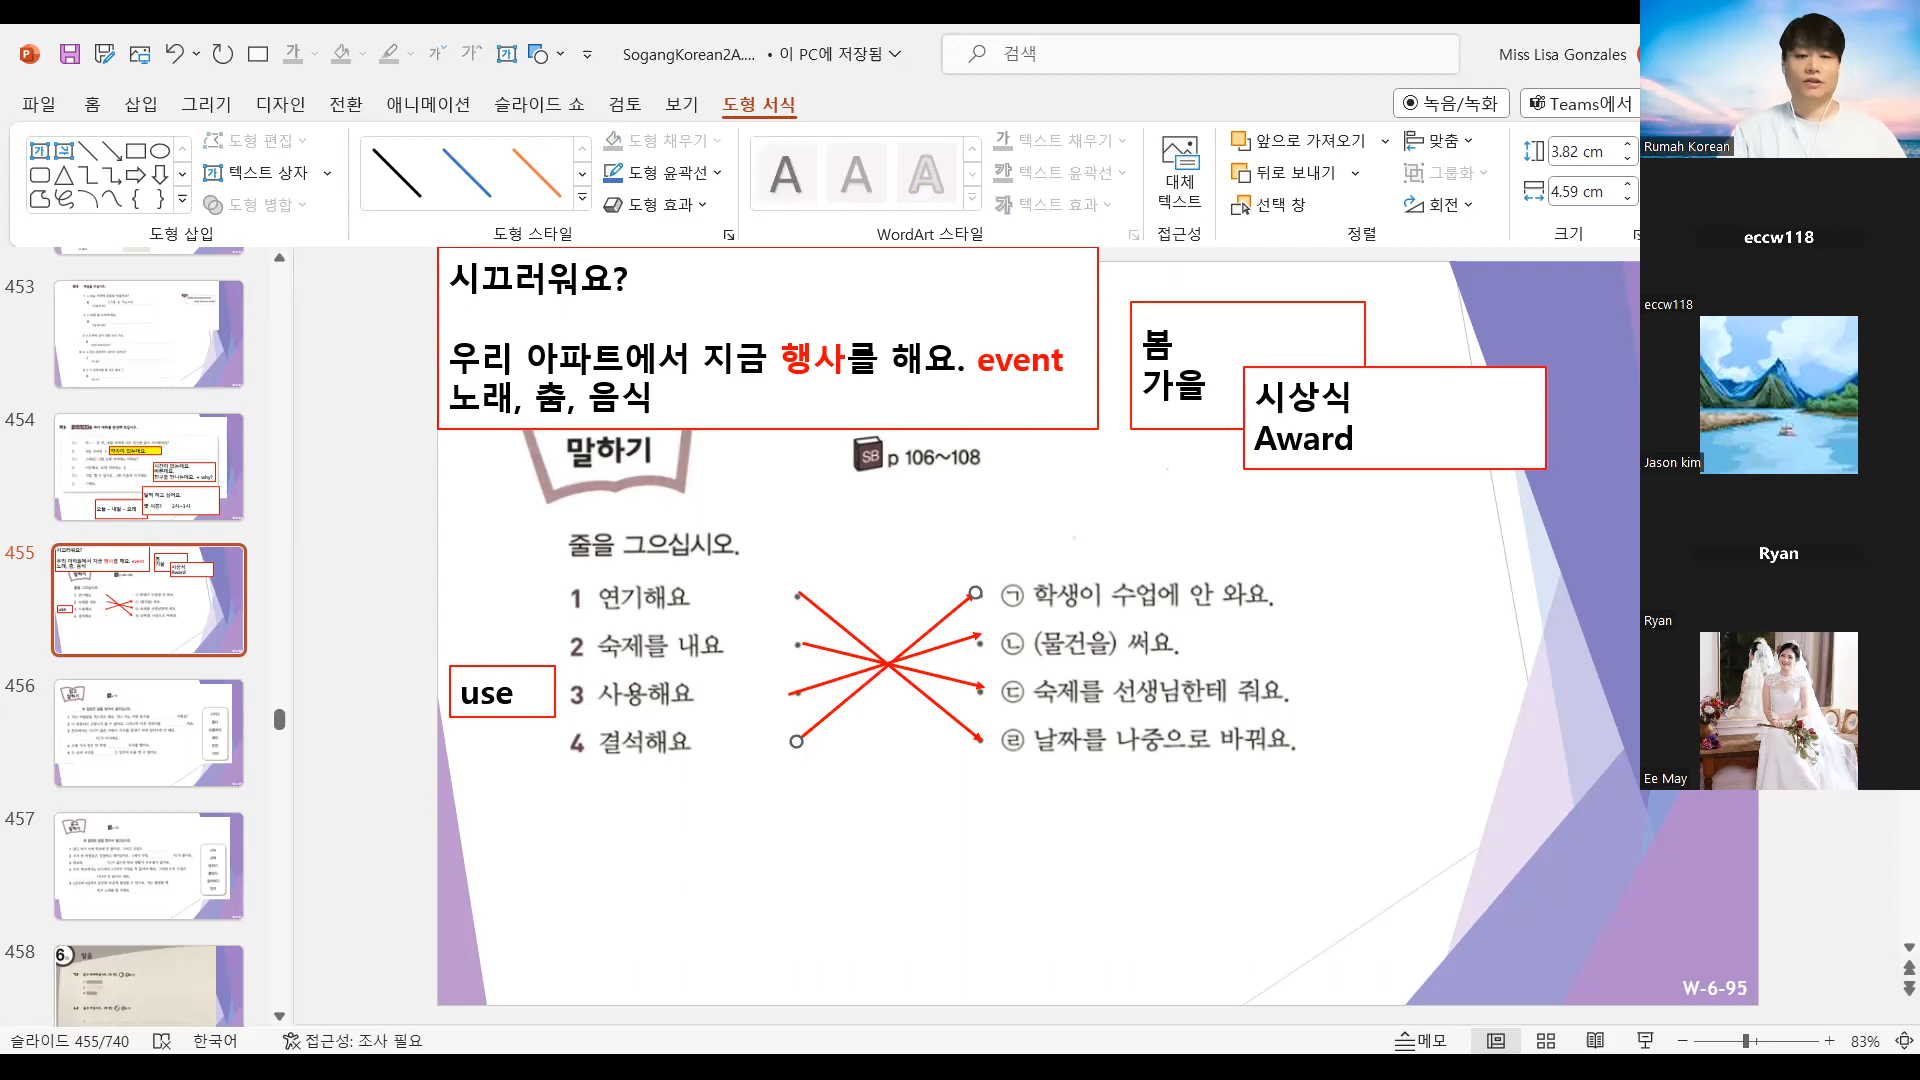 SogangKorean2A.... • 이 PC에 저장됨
검색
Miss Lisa Gonzales
파일 홈 삽입 그리기 디자인 전환 애니메이션 슬라이드 쇼 검토 보기 도형 서식
녹음/녹화
Teams에서
도형 편집
텍스트 상자
도형 병합
도형 삽입
도형 채우기
도형 윤곽선
도형 효과
도형 스타일
텍스트 채우기
텍스트 윤곽선
텍스트 효과
WordArt 스타일
대체
텍스트
접근성
앞으로 가져오기
뒤로 보내기
선택 창
맞춤
그룹화
회전
정렬
3.82 cm
4.59 cm
크기
Rumah Korean
eccw118
eccw118
Jason kim
Ryan
Ryan
Ee May
453
454
455
456
457
458
시끄러워요?
우리 아파트에서 지금 행사를 해요. event
노래, 춤, 음식
봄
가을
시상식
Award
말하기
SB p 106~108
줄을 그으십시오.
1 연기해요
2 숙제를 내요
3 사용해요
4 결석해요
use
㉠ 학생이 수업에 안 와요.
㉡ (물건을) 써요.
㉢ 숙제를 선생님한테 줘요.
㉣ 날짜를 나중으로 바꿔요.
W-6-95
슬라이드 455/740
한국어
접근성: 조사 필요
메모
83%